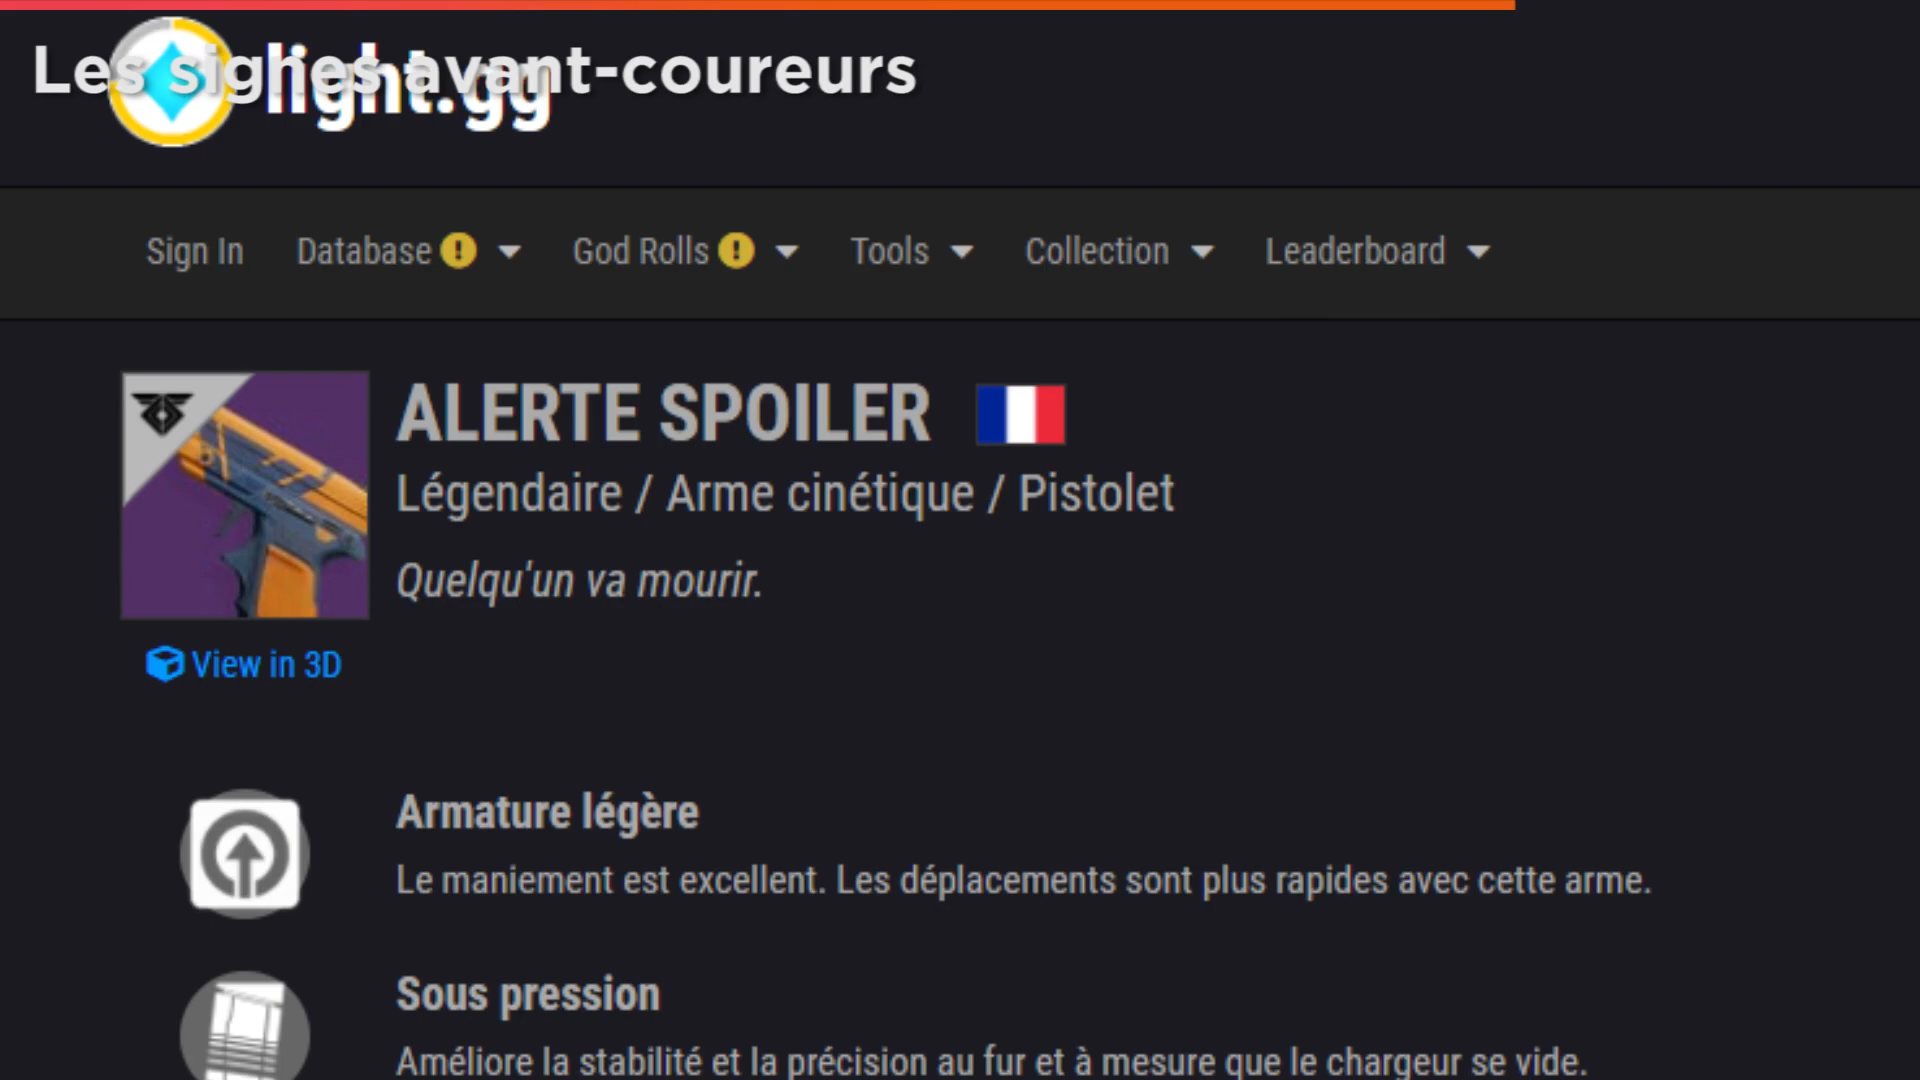 Les signes avant-coureurs
light.gg
Sign In Database ! God Rolls ! Tools Collection Leaderboard
ALERTE SPOILER
Légendaire / Arme cinétique / Pistolet
Quelqu'un va mourir.
View in 3D
Armature légère
Le maniement est excellent. Les déplacements sont plus rapides avec cette arme.
Sous pression
Améliore la stabilité et la précision au fur et à mesure que le chargeur se vide.